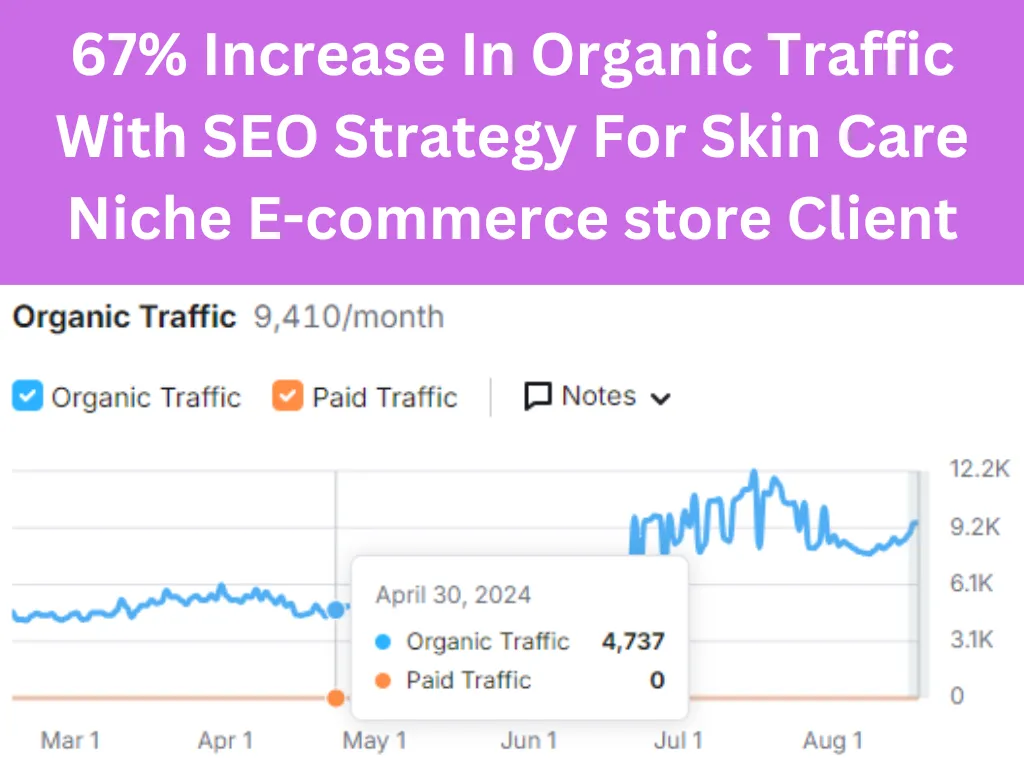 67% Increase In Organic Traffic
With SEO Strategy For Skin Care
Niche E-commerce store Client
Organic Traffic 9,410/month
Organic Traffic Paid Traffic Notes
12.2K
9.2K
6.1K
3.1K
0
April 30, 2024
Organic Traffic 4,737
Paid Traffic 0
Mar 1 Apr 1 May 1 Jun 1 Jul 1 Aug 1